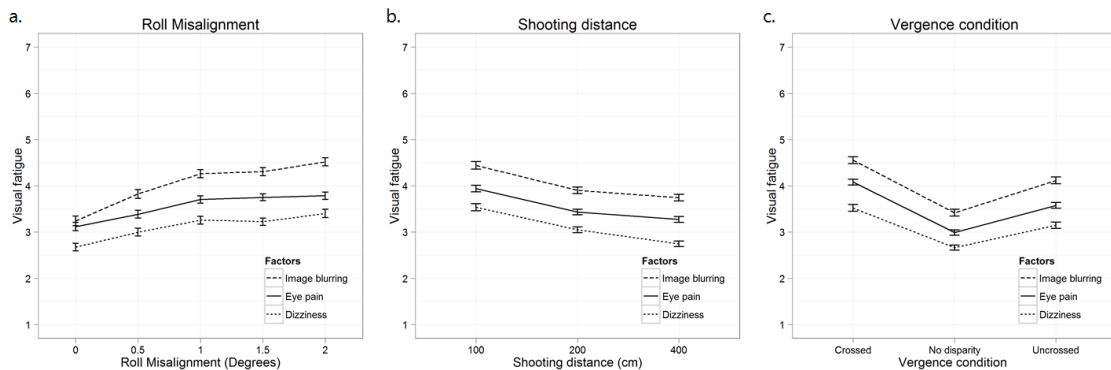 a.
Roll Misalignment
Visual fatigue
7
6
5
4
3
2
1
Factors
Image blurring
Eye pain
Dizziness
0 0.5 1 1.5 2
Roll Misalignment (Degrees)
b.
Shooting distance
Visual fatigue
7
6
5
4
3
2
1
Factors
Image blurring
Eye pain
Dizziness
100 200 400
Shooting distance (cm)
c.
Vergence condition
Visual fatigue
7
6
5
4
3
2
1
Factors
Image blurring
Eye pain
Dizziness
Crossed No disparity Uncrossed
Vergence condition